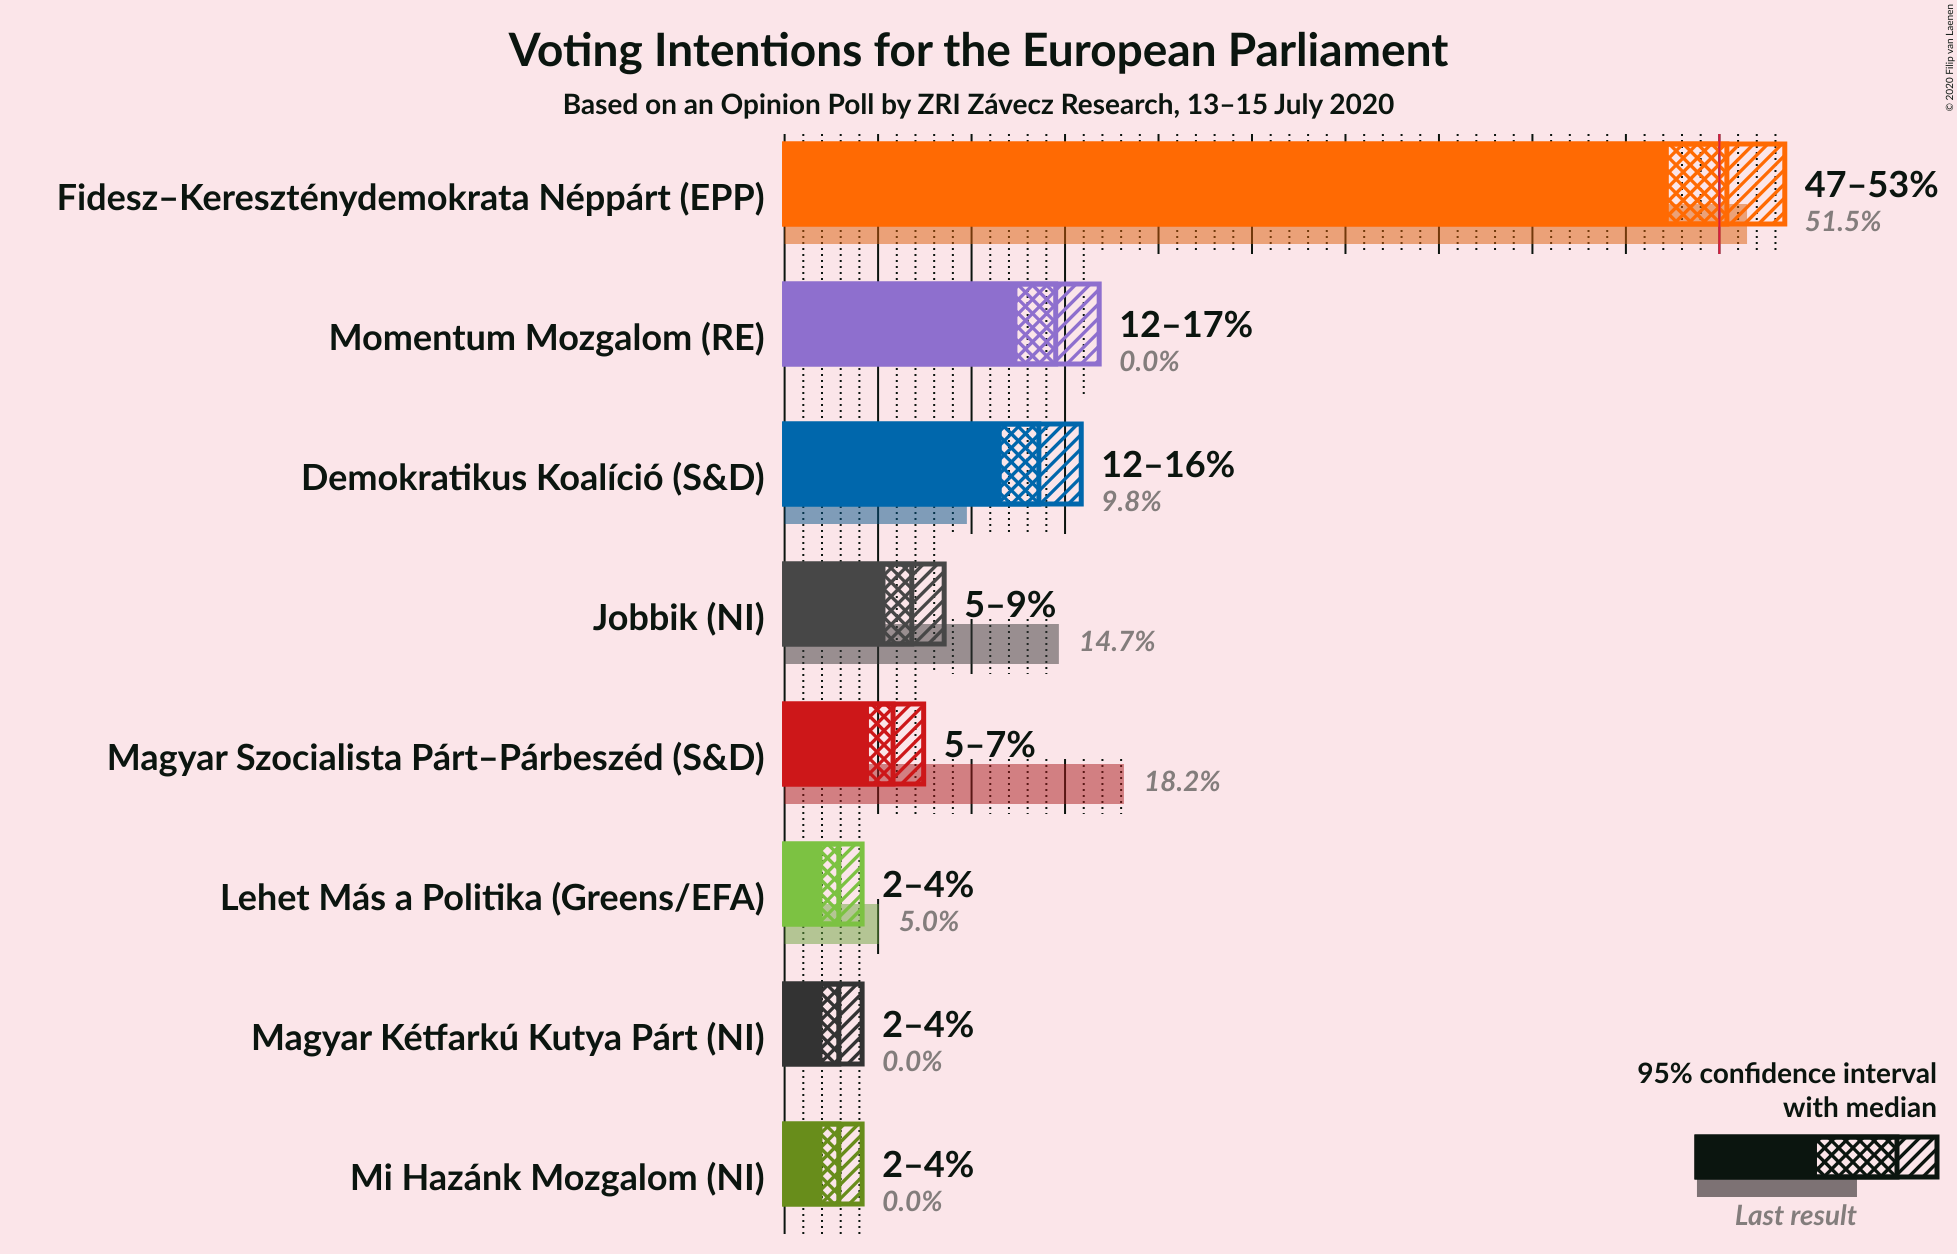 Voting Intentions for the European Parliament
Based on an Opinion Poll by ZRI Závecz Research, 13–15 July 2020
© 2020 Filip van Laenen
Fidesz–Kereszténydemokrata Néppárt (EPP)
47–53%
51.5%
Momentum Mozgalom (RE)
12–17%
0.0%
Demokratikus Koalíció (S&D)
12–16%
9.8%
Jobbik (NI)
5–9%
14.7%
Magyar Szocialista Párt–Párbeszéd (S&D)
5–7%
18.2%
Lehet Más a Politika (Greens/EFA)
2–4%
5.0%
Magyar Kétfarkú Kutya Párt (NI)
2–4%
0.0%
Mi Hazánk Mozgalom (NI)
2–4%
0.0%
95% confidence interval
with median
Last result